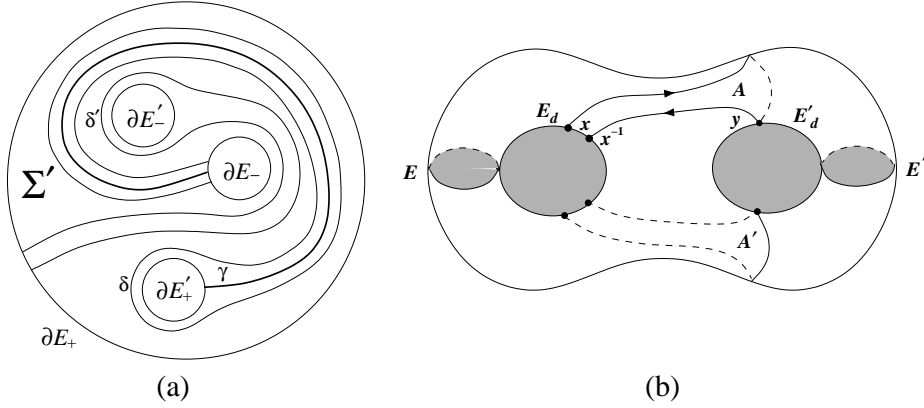 ∂E′₋
δ′
∂E₋
Σ′
δ
∂E′₊
γ
∂E₊
(a)
A
E_d
x
x⁻¹
y
E′_d
E
E′
A′
(b)